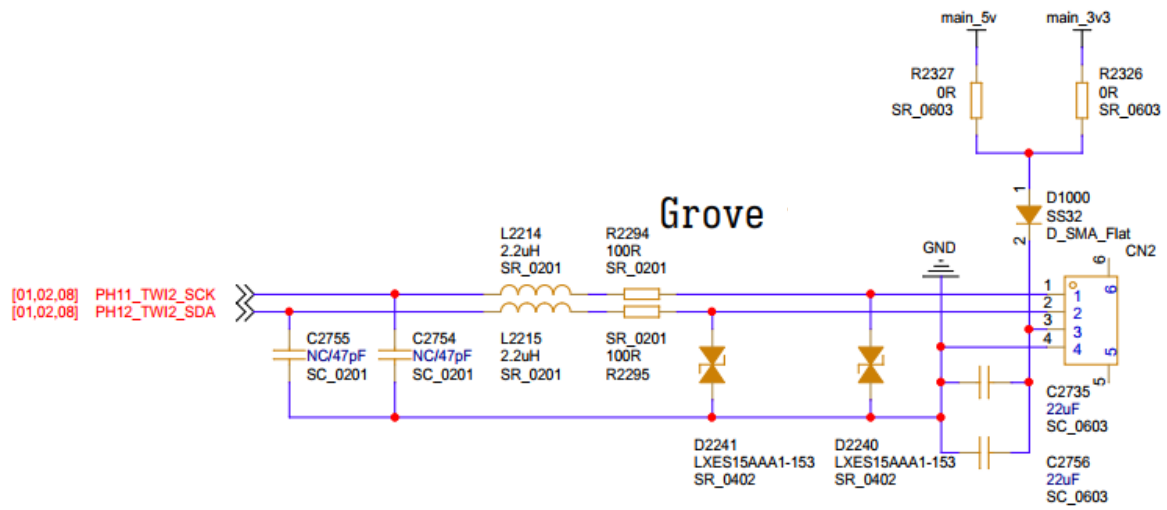 main_5v
main_3v3
R2327
0R
SR_0603
R2326
0R
SR_0603
1
D1000
SS32
D_SMA_Flat
2
Grove
GND
CN2
6
L2214
2.2uH
SR_0201
R2294
100R
SR_0201
[01,02,08] PH11_TWI2_SCK
[01,02,08] PH12_TWI2_SDA
1
2
3
4
1
2
3
4
6
5
5
C2755
NC/47pF
SC_0201
C2754
NC/47pF
SC_0201
L2215
2.2uH
SR_0201
SR_0201
100R
R2295
C2735
22uF
SC_0603
D2241
LXES15AAA1-153
SR_0402
D2240
LXES15AAA1-153
SR_0402
C2756
22uF
SC_0603